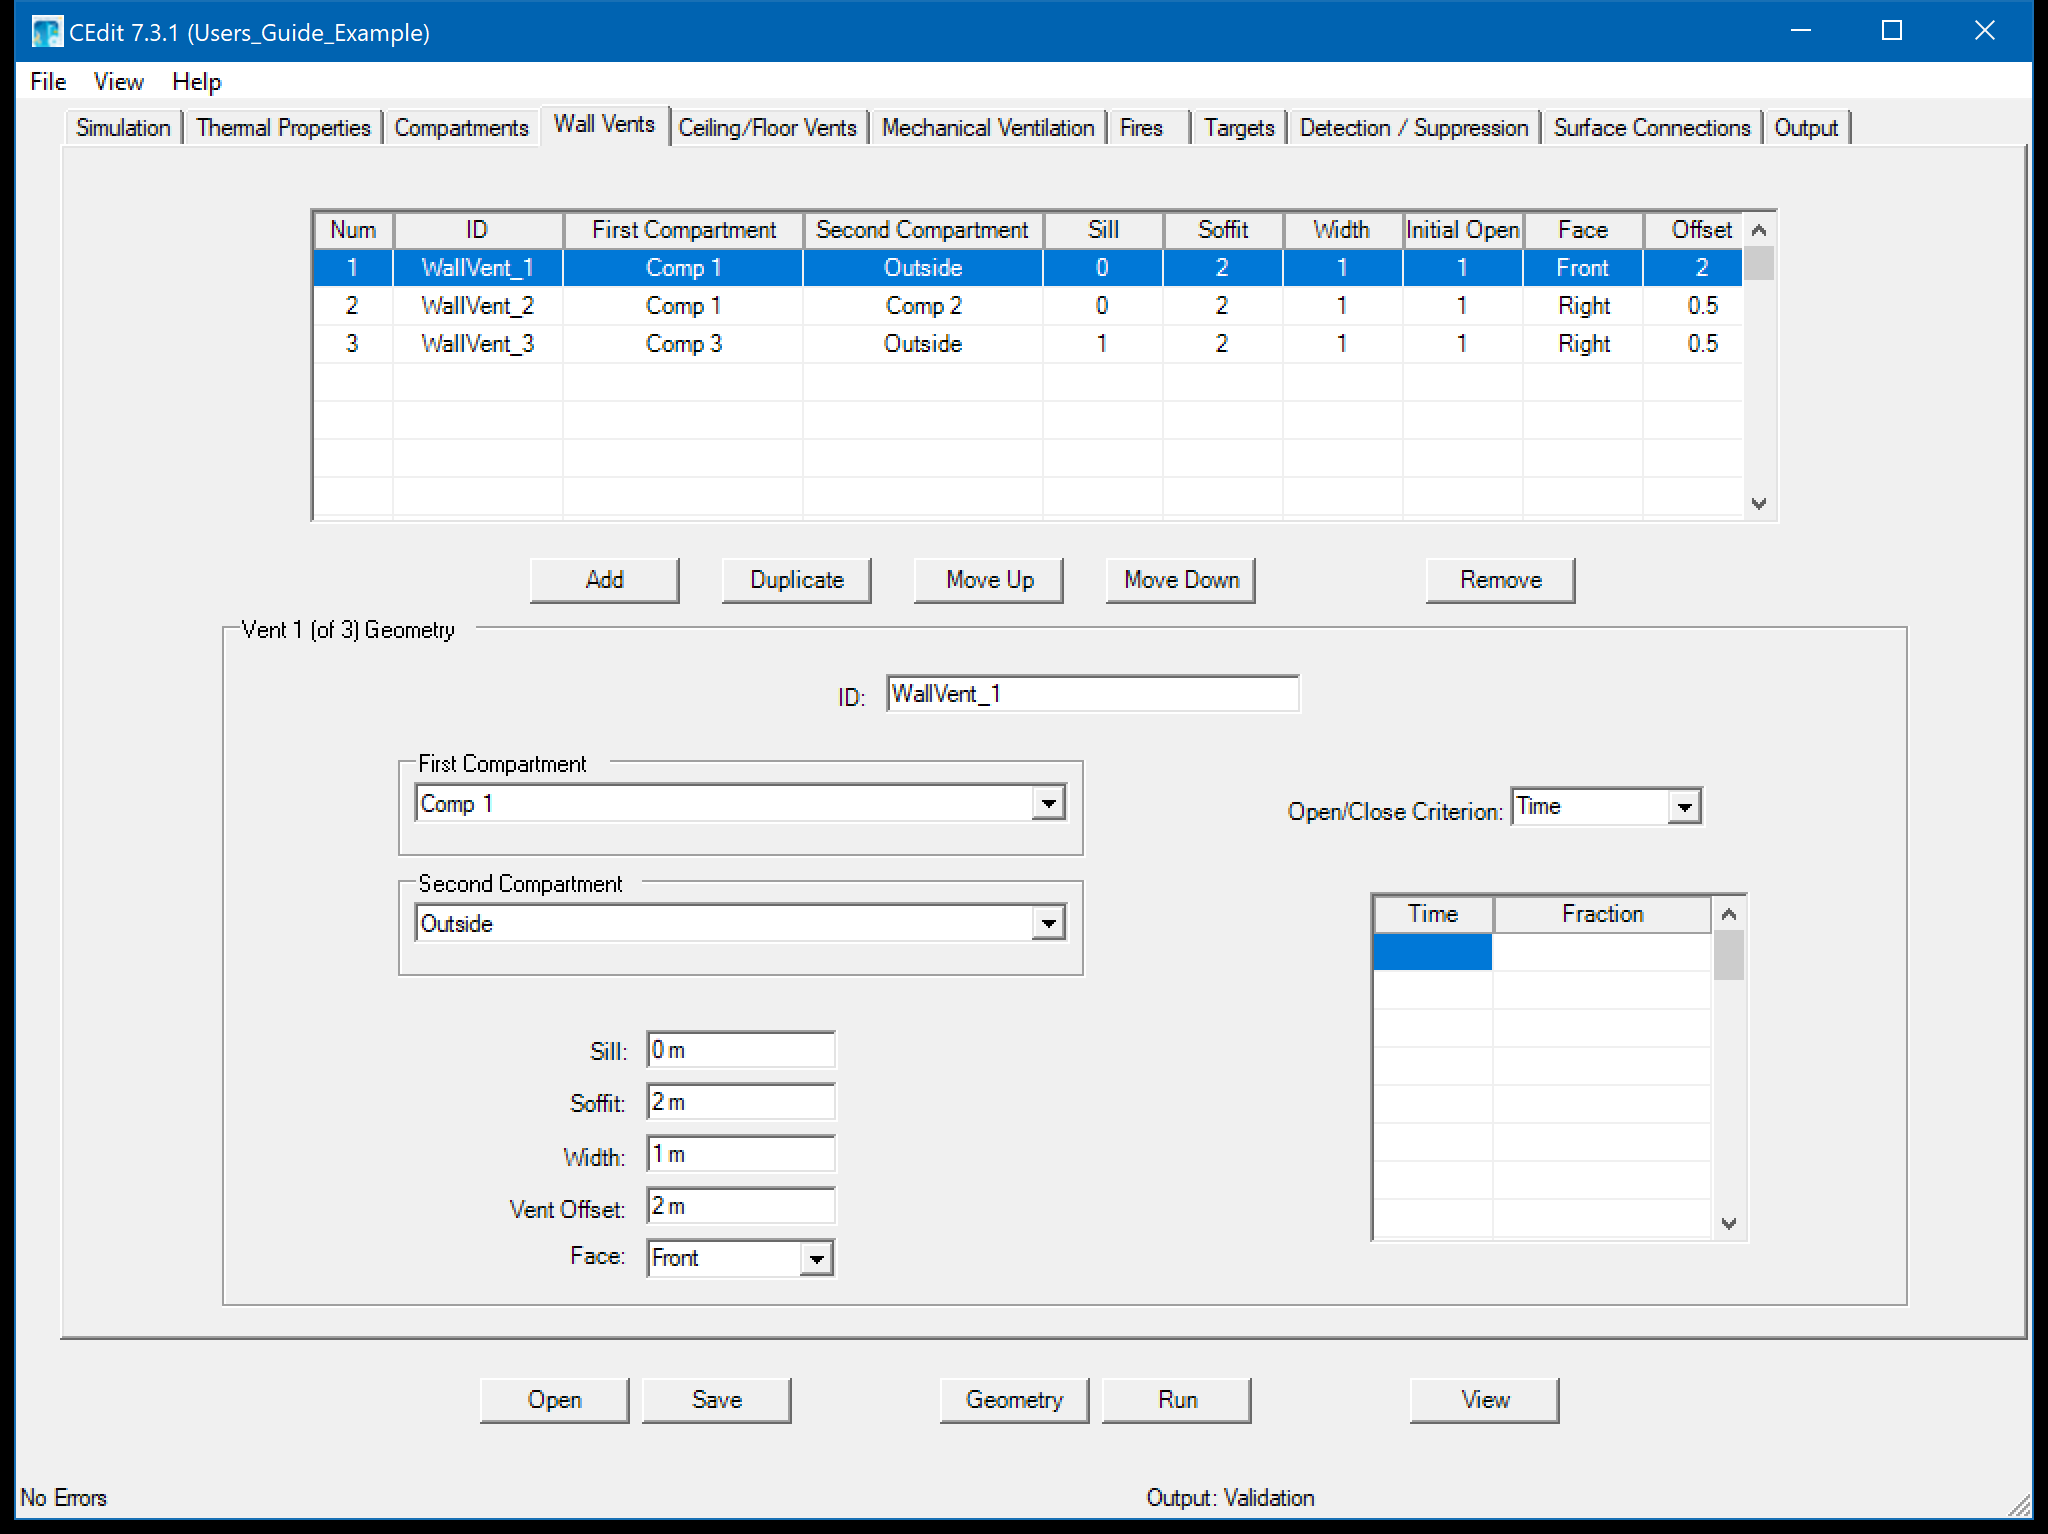 CEdit 7.3.1 (Users_Guide_Example)
File View Help
Simulation Thermal Properties Compartments Wall Vents Ceiling/Floor Vents Mechanical Ventilation Fires Targets Detection / Suppression Surface Connections Output
Num ID First Compartment Second Compartment Sill Soffit Width Initial Open Face Offset
1 WallVent_1 Comp 1 Outside 0 2 1 1 Front 2
2 WallVent_2 Comp 1 Comp 2 0 2 1 1 Right 0.5
3 WallVent_3 Comp 3 Outside 1 2 1 1 Right 0.5
Add Duplicate Move Up Move Down Remove
Vent 1 (of 3) Geometry
ID: WallVent_1
First Compartment
Comp 1
Open/Close Criterion: Time
Second Compartment
Outside
Time Fraction
Sill: 0 m
Soffit: 2 m
Width: 1 m
Vent Offset: 2 m
Face: Front
Open Save Geometry Run View
No Errors Output: Validation